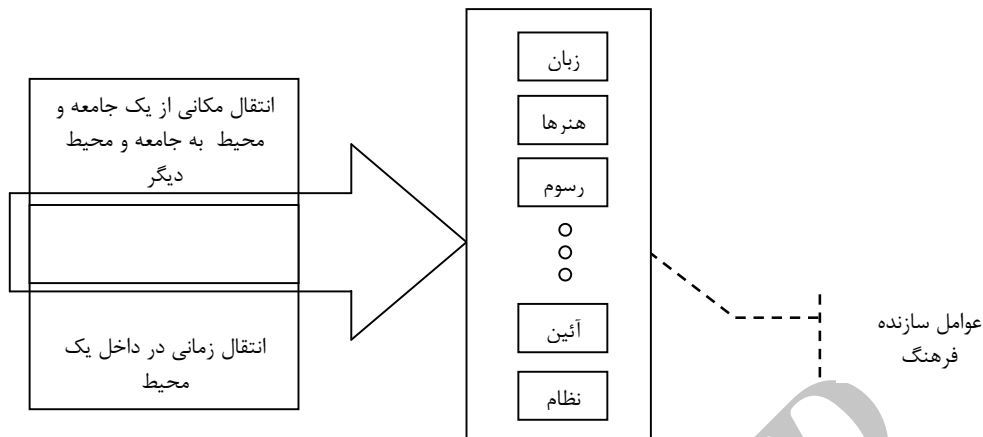 زبان
هنرها
رسوم
آئین
نظام
عوامل سازنده
فرهنگ
انتقال مکانی از یک جامعه و
محیط به جامعه و محیط
دیگر
انتقال زمانی در داخل یک
محیط